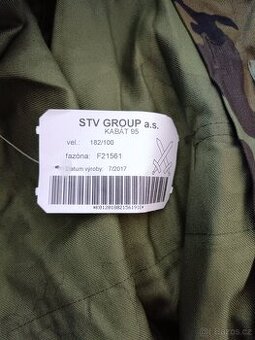 STV GROUP a.s.
KABÁT 95
vel.: 182/100
fazóna: F21561
Datum výroby: 7/2017